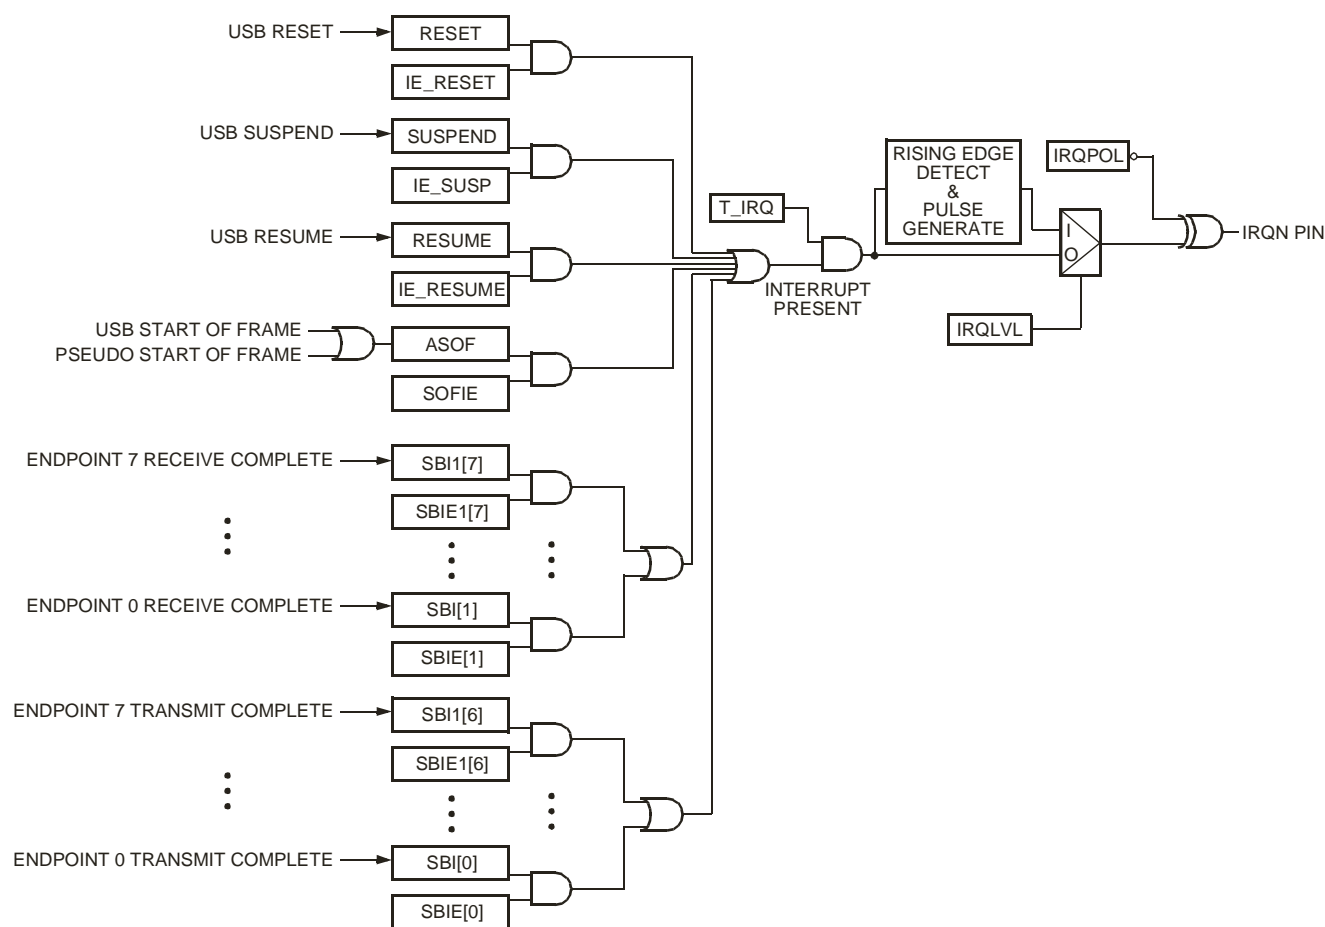 USB RESET
RESET
IE_RESET
USB SUSPEND
SUSPEND
IE_SUSP
USB RESUME
RESUME
IE_RESUME
USB START OF FRAME
PSEUDO START OF FRAME
ASOF
SOFIE
ENDPOINT 7 RECEIVE COMPLETE
SBI1[7]
SBIE1[7]
ENDPOINT 0 RECEIVE COMPLETE
SBI[1]
SBIE[1]
ENDPOINT 7 TRANSMIT COMPLETE
SBI1[6]
SBIE1[6]
ENDPOINT 0 TRANSMIT COMPLETE
SBI[0]
SBIE[0]
T_IRQ
INTERRUPT
PRESENT
RISING EDGE
DETECT
&
PULSE
GENERATE
IRQPOL
I
O
IRQLVL
IRQN PIN